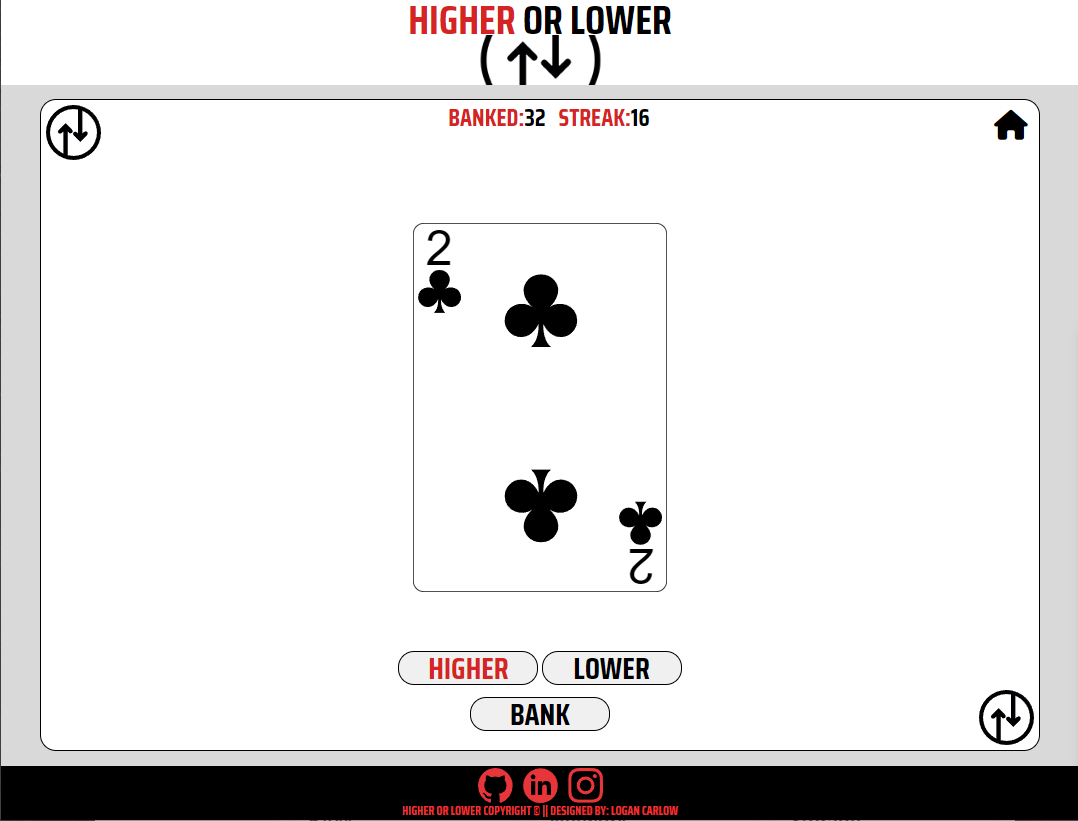 HIGHER OR LOWER
(↑↓)
BANKED:32 STREAK:16
2
2
HIGHER LOWER
BANK
in
HIGHER OR LOWER COPYRIGHT © || DESIGNED BY: LOGAN CARLOW